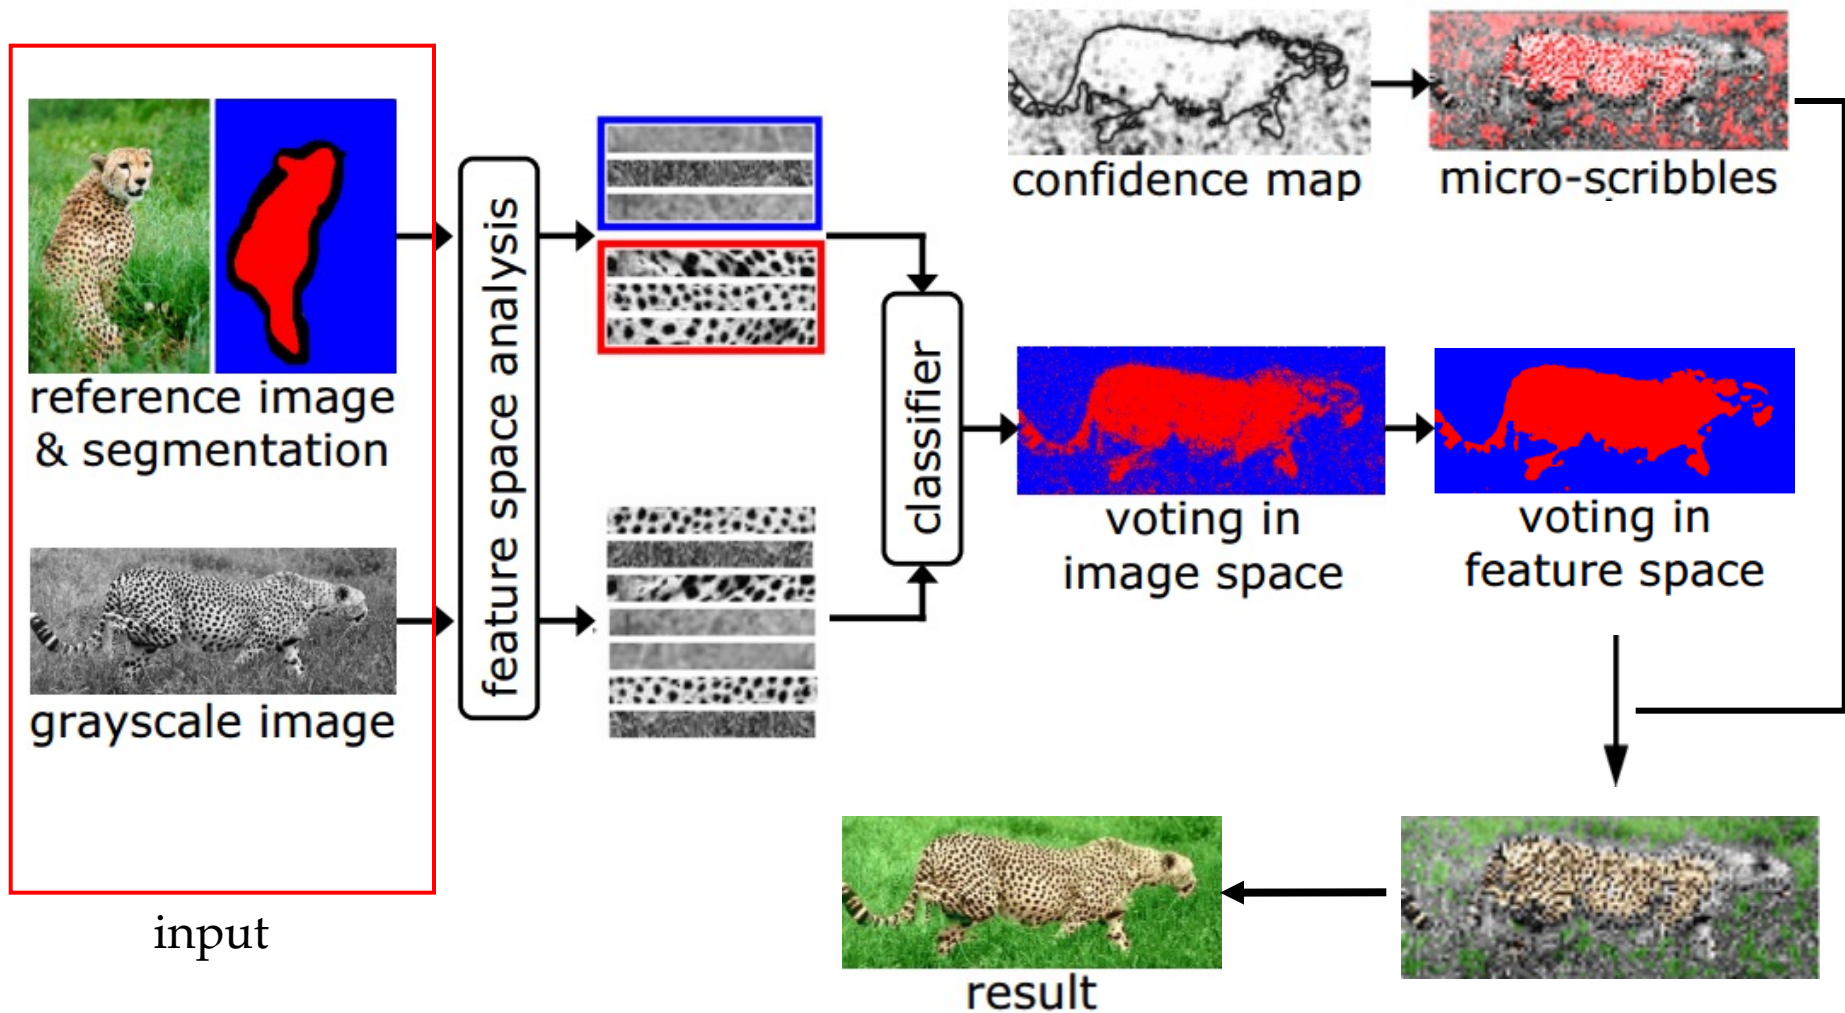 confidence map
micro-scribbles
reference image
& segmentation
feature space analysis
classifier
voting in
image space
voting in
feature space
grayscale image
input
result